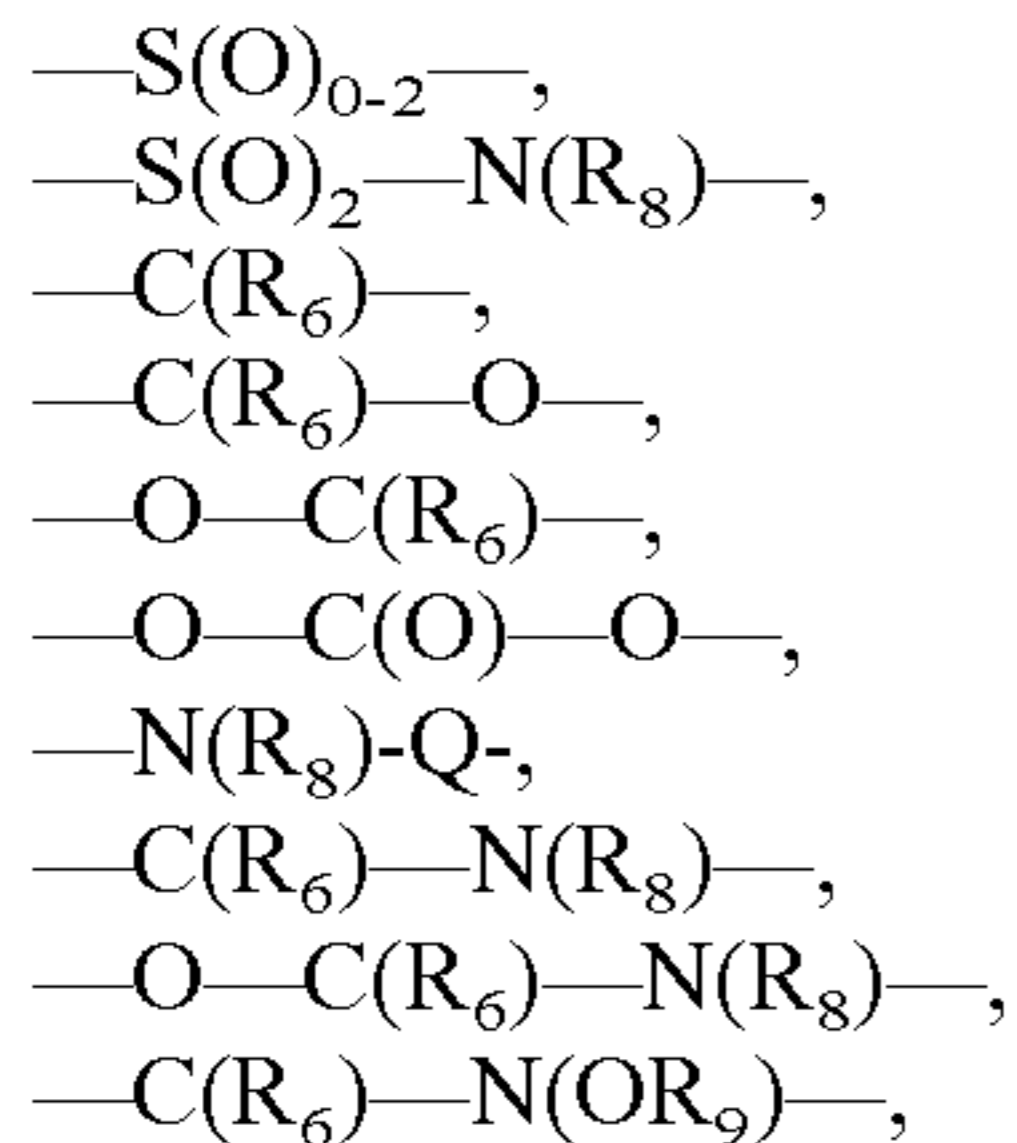 —S(O)₀₋₂—,
—S(O)₂—N(R₈)—,
—C(R₆)—,
—C(R₆)—O—,
—O—C(R₆)—,
—O—C(O)—O—,
—N(R₈)-Q-,
—C(R₆)—N(R₈)—,
—O—C(R₆)—N(R₈)—,
—C(R₆)—N(OR₉)—,